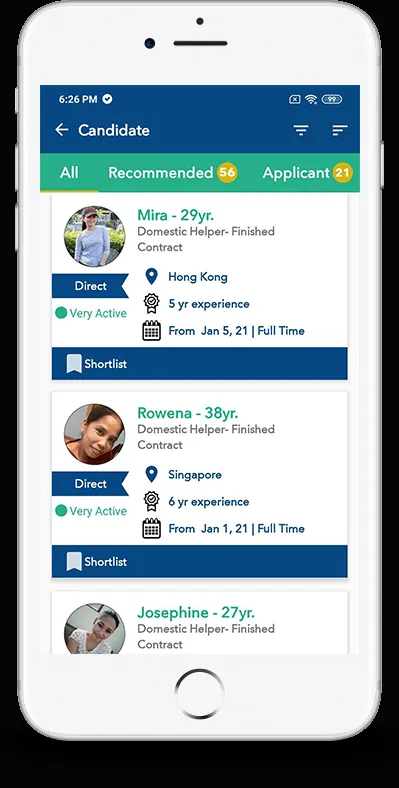 6:26 PM
99
Candidate
All Recommended 56 Applicant 21
Mira - 29yr.
Domestic Helper- Finished
Contract
Direct
Hong Kong
5 yr experience
Very Active
From Jan 5, 21 | Full Time
Shortlist
Rowena - 38yr.
Domestic Helper- Finished
Contract
Direct
Singapore
6 yr experience
Very Active
From Jan 1, 21 | Full Time
Shortlist
Josephine - 27yr.
Domestic Helper- Finished
Contract